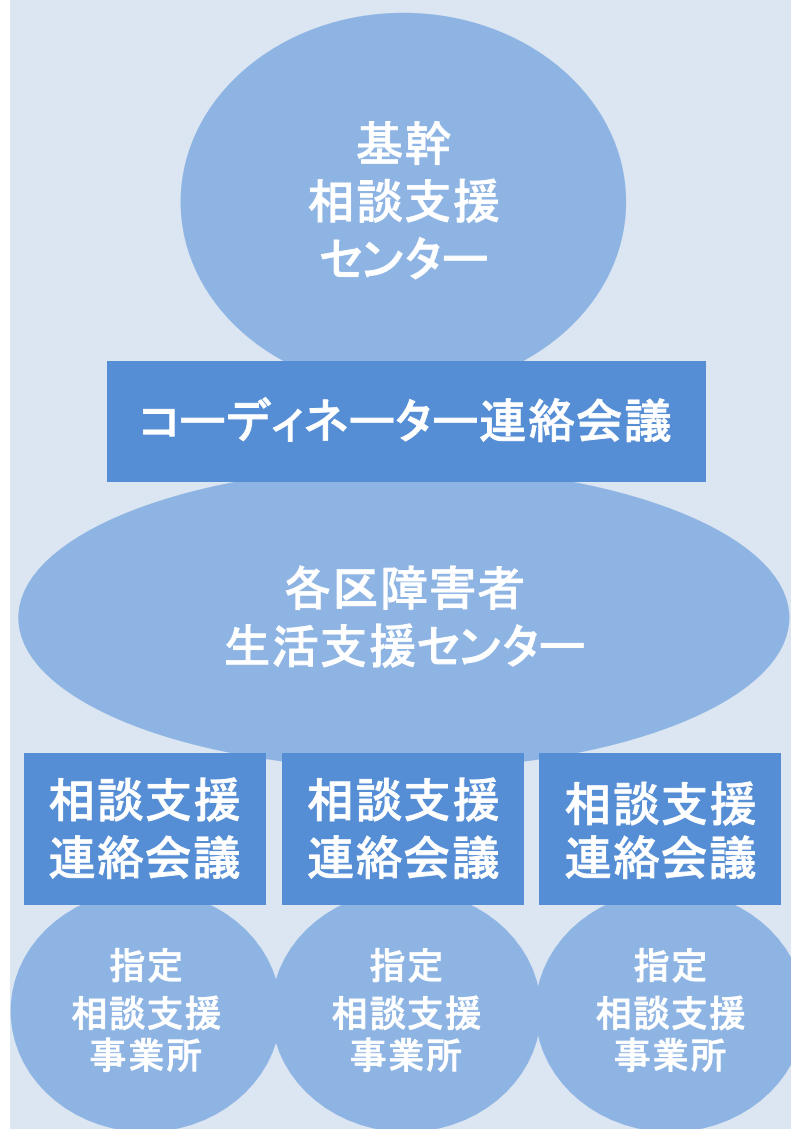 基幹
相談支援
センター
コーディネーター連絡会議
各区障害者
生活支援センター
相談支援
連絡会議
相談支援
連絡会議
相談支援
連絡会議
指定
相談支援
事業所
指定
相談支援
事業所
指定
相談支援
事業所